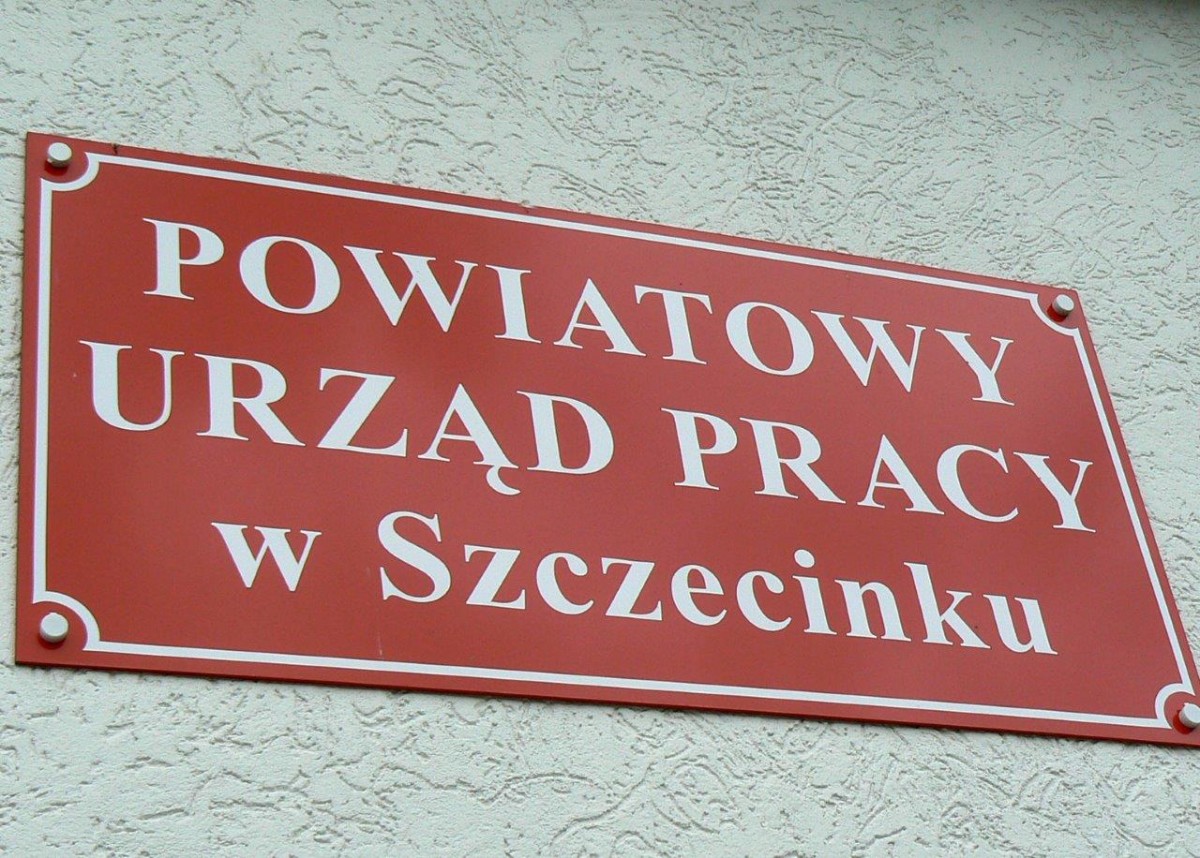 POWIATOWY
URZĄD PRACY
w Szczecinku